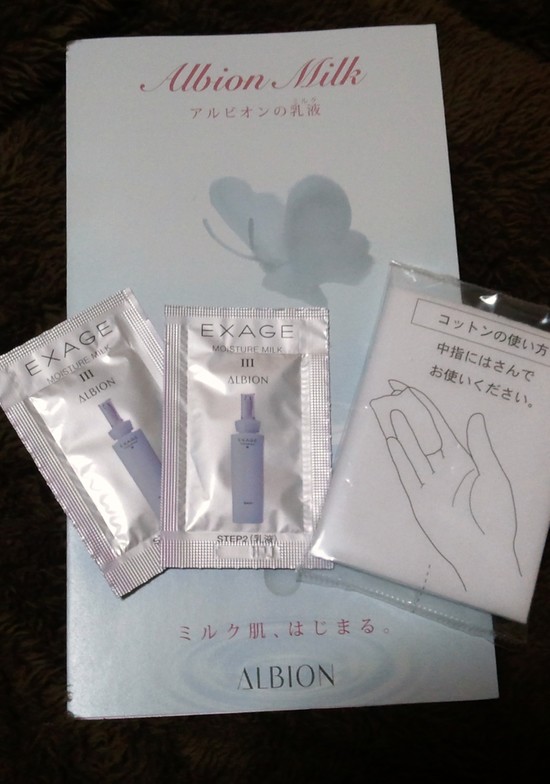 Albion Milk
アルビオンの乳液
EXAGE
MOISTURE MILK
III
ALBION
EXAGE
EXAGE
MOISTURE MILK
III
ALBION
EXAGE
STEP2(乳液)
コットンの使い方
中指にはさんで
お使いください。
ミルク肌、はじまる。
ALBION